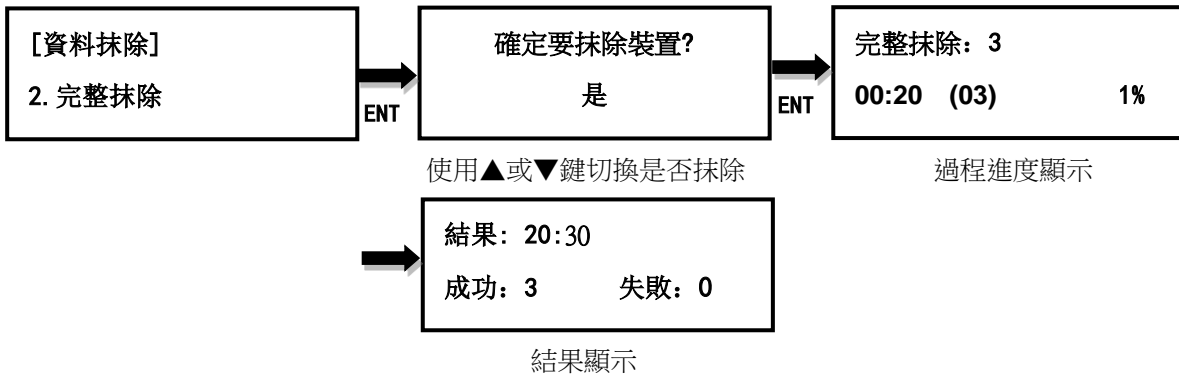 [資料抹除]
2. 完整抹除
ENT
確定要抹除裝置?
是
ENT
完整抹除: 3
00:20 (03) 1%
使用▲或▼鍵切換是否抹除
過程進度顯示
結果: 20:30
成功: 3 失敗: 0
結果顯示